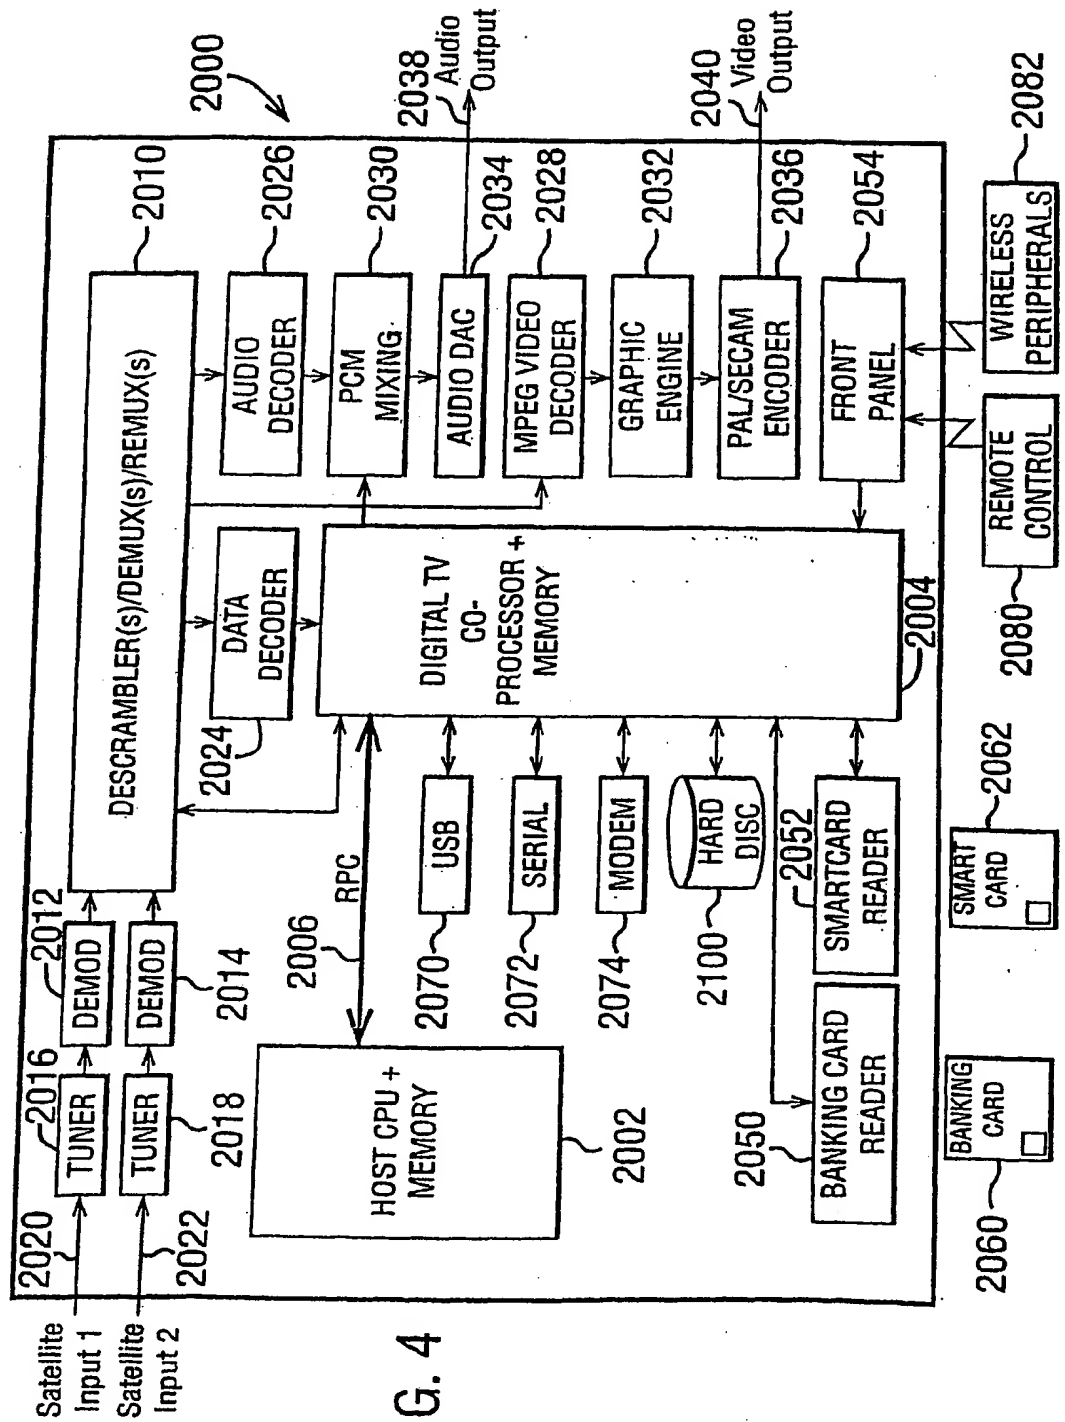 2000
2010
2026
2030
2038
Audio
Output
2034
2028
2032
2040
Video
Output
2036
2054
2082
DESCRAMBLER(s)/DEMUX(s)/REMUX(s)
AUDIO
DECODER
PCM
MIXING
AUDIO DAC
MPEG VIDEO
DECODER
GRAPHIC
ENGINE
PAL/SECAM
ENCODER
FRONT
PANEL
WIRELESS
PERIPHERALS
REMOTE
CONTROL
2080
DATA
DECODER
2024
DIGITAL TV
CO-
PROCESSOR +
MEMORY
2004
2012
DEMOD
DEMOD
2014
RPC
2006
USB
2070
SERIAL
2072
MODEM
2074
HARD
DISC
2100
2052
SMARTCARD
READER
2062
SMART
CARD
2016
TUNER
TUNER
2018
HOST CPU +
MEMORY
2002
2050
BANKING CARD
READER
BANKING
CARD
2060
2020
2022
Satellite
Input 1
Satellite
Input 2
G. 4